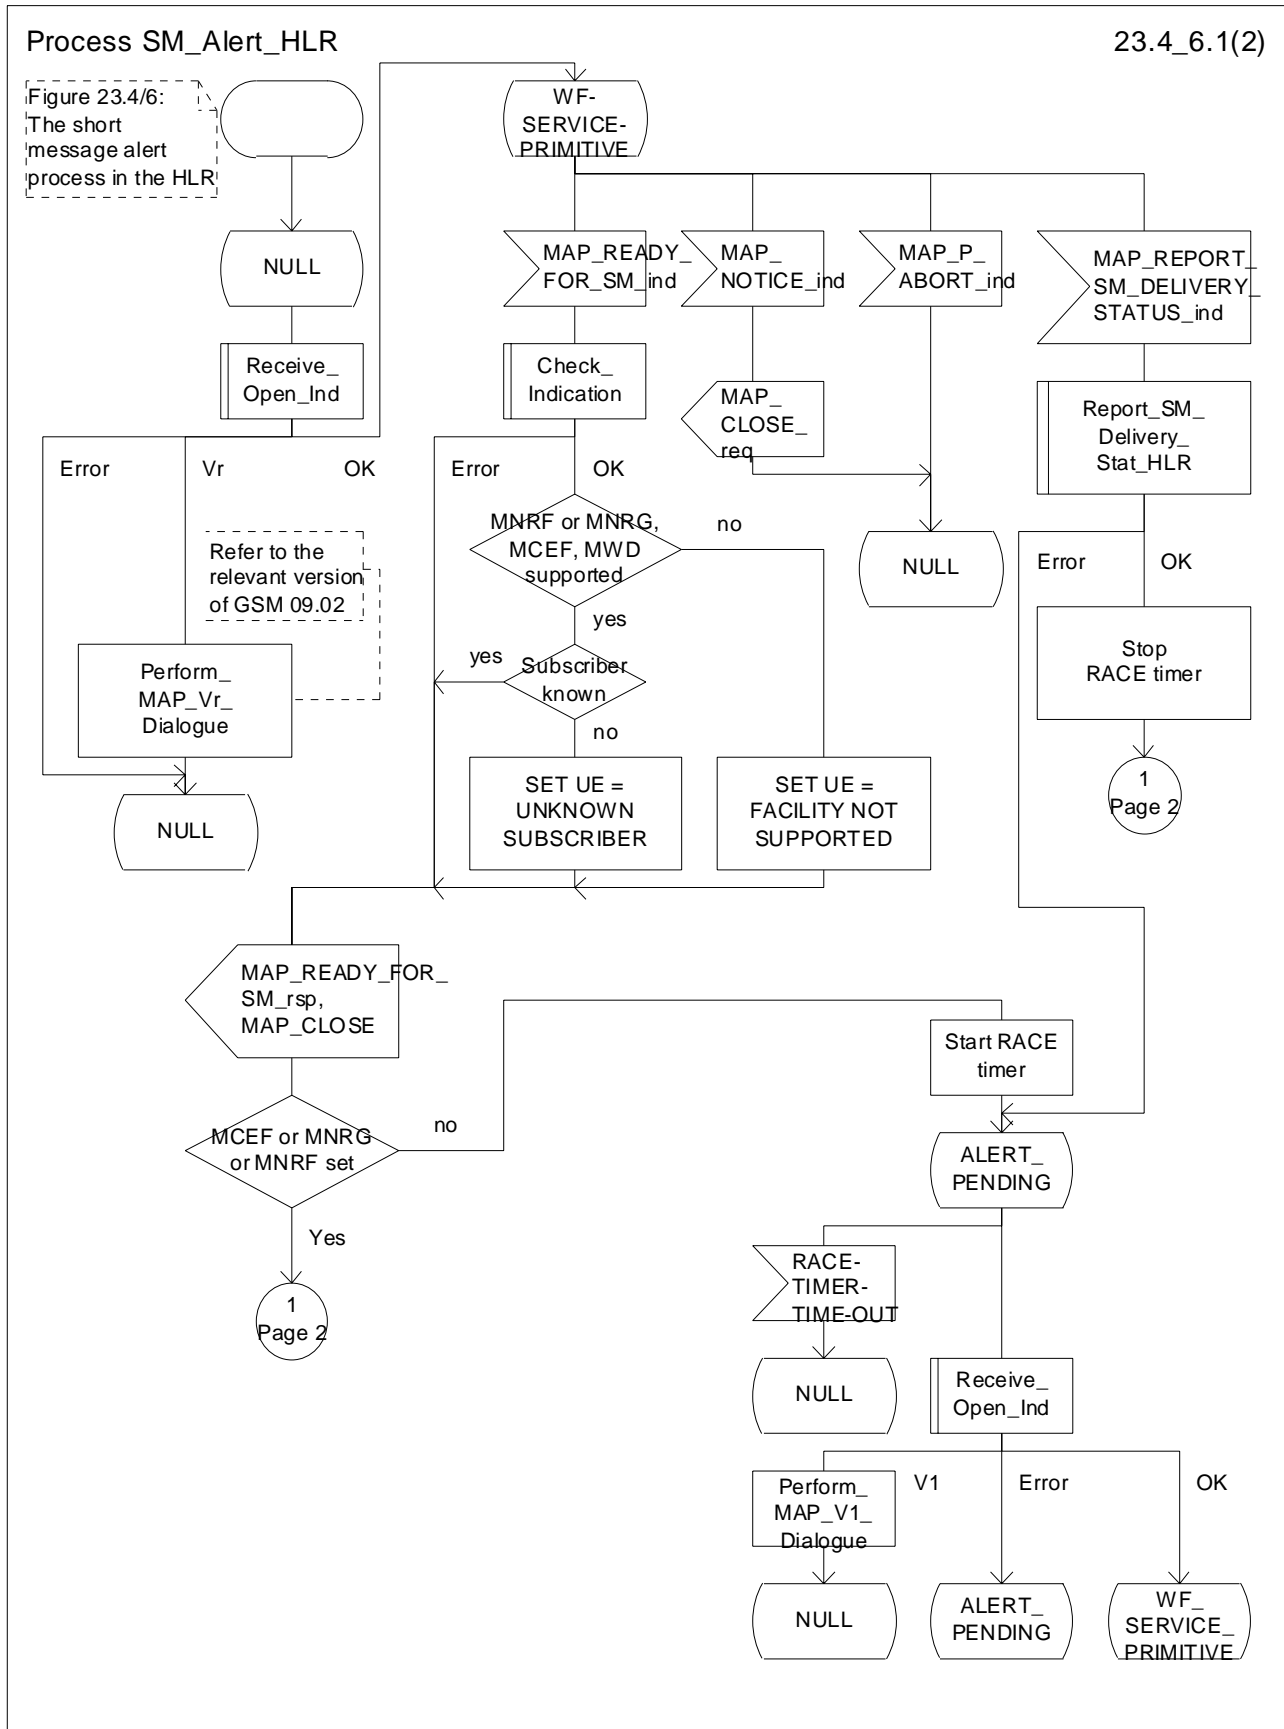 Process SM_Alert_HLR
23.4_6.1(2)
Figure 23.4/6:
The short
message alert
process in the HLR
WF-
SERVICE-
PRIMITIVE
NULL
MAP_READY_
FOR_SM_ind
MAP_
NOTICE_ind
MAP_P_
ABORT_ind
MAP_REPORT_
SM_DELIVERY_
STATUS_ind
Receive_
Open_Ind
Check_
Indication
MAP_
CLOSE_
req
Report_SM_
Delivery_
Stat_HLR
Error
Vr
OK
Error
OK
MNRF or MNRG,
MCEF, MWD
supported
no
NULL
Error
OK
Refer to the
relevant version
of GSM 09.02
yes
yes
Subscriber
known
no
Stop
RACE timer
Perform_
MAP_Vr_
Dialogue
NULL
SET UE =
UNKNOWN
SUBSCRIBER
SET UE =
FACILITY NOT
SUPPORTED
1
Page 2
MAP_READY_FOR_
SM_rsp,
MAP_CLOSE
Start RACE
timer
MCEF or MNRG
or MNRF set
no
Yes
1
Page 2
ALERT_
PENDING
RACE-
TIMER-
TIME-OUT
NULL
Receive_
Open_Ind
Perform_
MAP_V1_
Dialogue
V1
Error
OK
NULL
ALERT_
PENDING
WF_
SERVICE_
PRIMITIVE